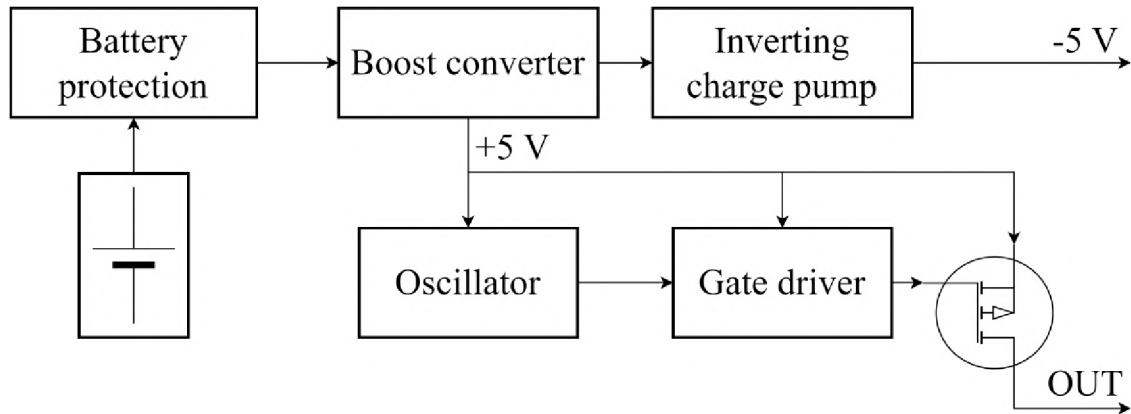 Battery
protection
Boost converter
Inverting
charge pump
-5 V
+5 V
Oscillator
Gate driver
OUT